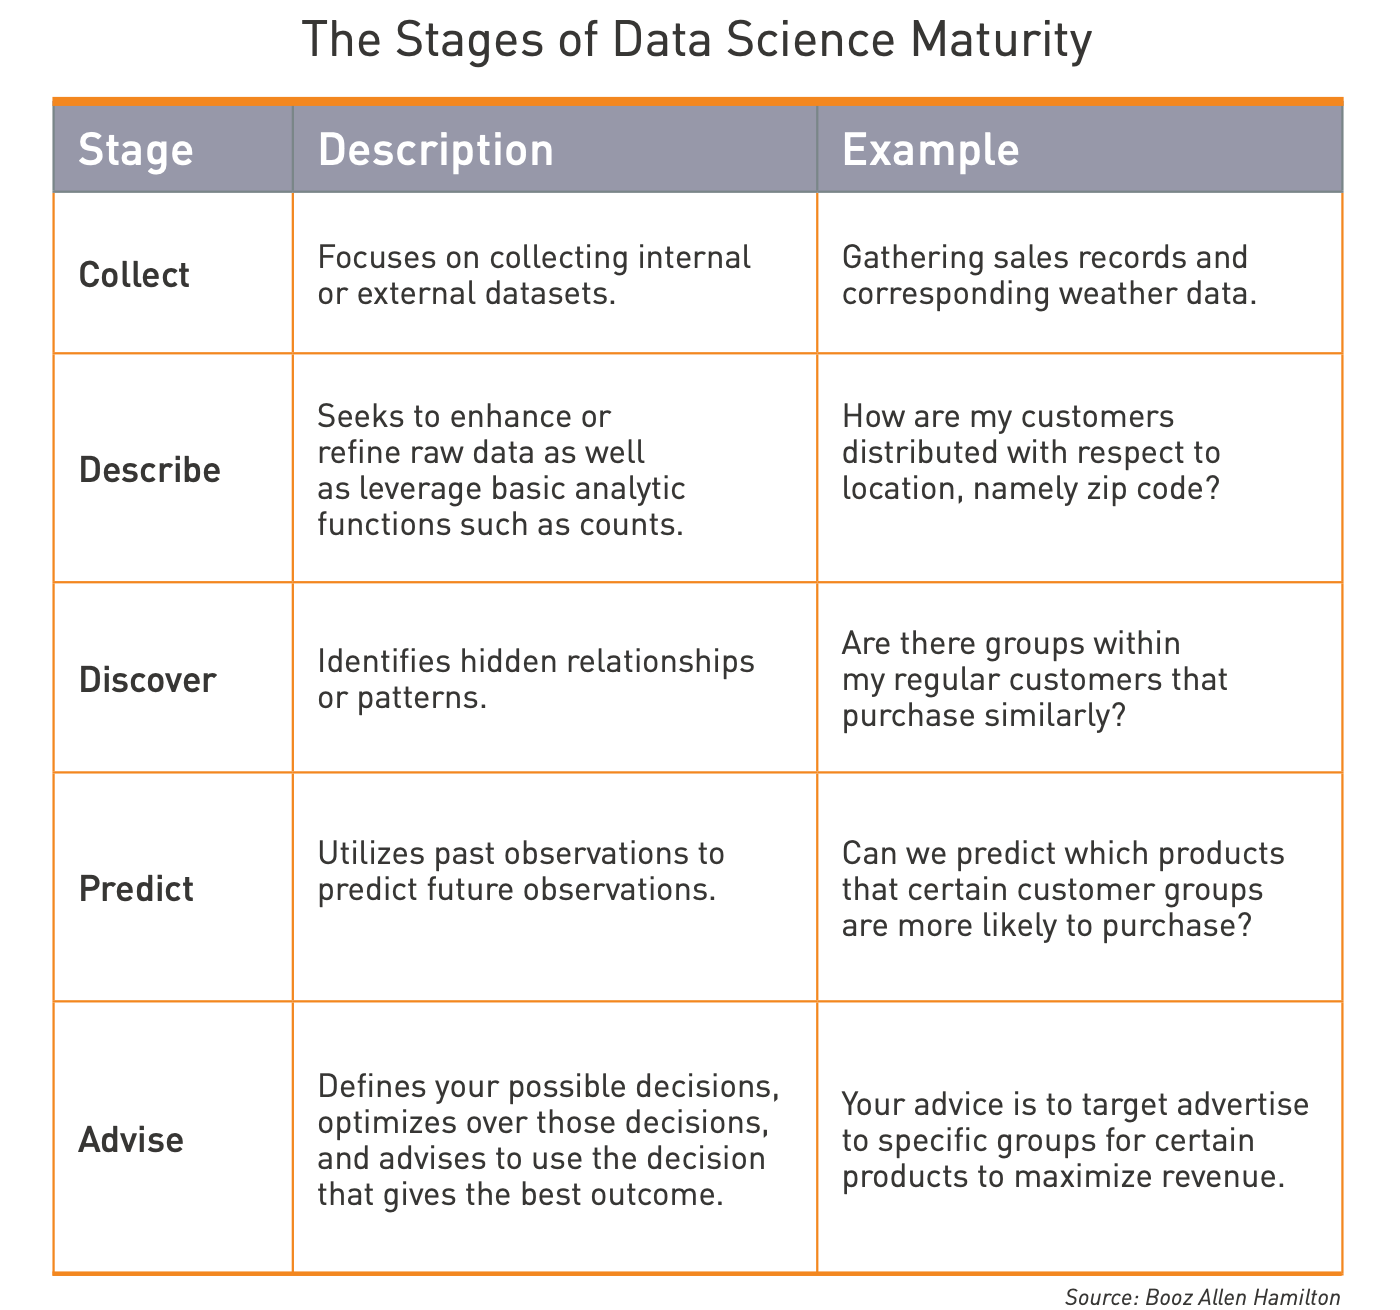 The Stages of Data Science Maturity
Stage
Description
Example
Collect
Focuses on collecting internal
or external datasets.
Gathering sales records and
corresponding weather data.
Describe
Seeks to enhance or
refine raw data as well
as leverage basic analytic
functions such as counts.
How are my customers
distributed with respect to
location, namely zip code?
Discover
Identifies hidden relationships
or patterns.
Are there groups within
my regular customers that
purchase similarly?
Predict
Utilizes past observations to
predict future observations.
Can we predict which products
that certain customer groups
are more likely to purchase?
Advise
Defines your possible decisions,
optimizes over those decisions,
and advises to use the decision
that gives the best outcome.
Your advice is to target advertise
to specific groups for certain
products to maximize revenue.
Source: Booz Allen Hamilton